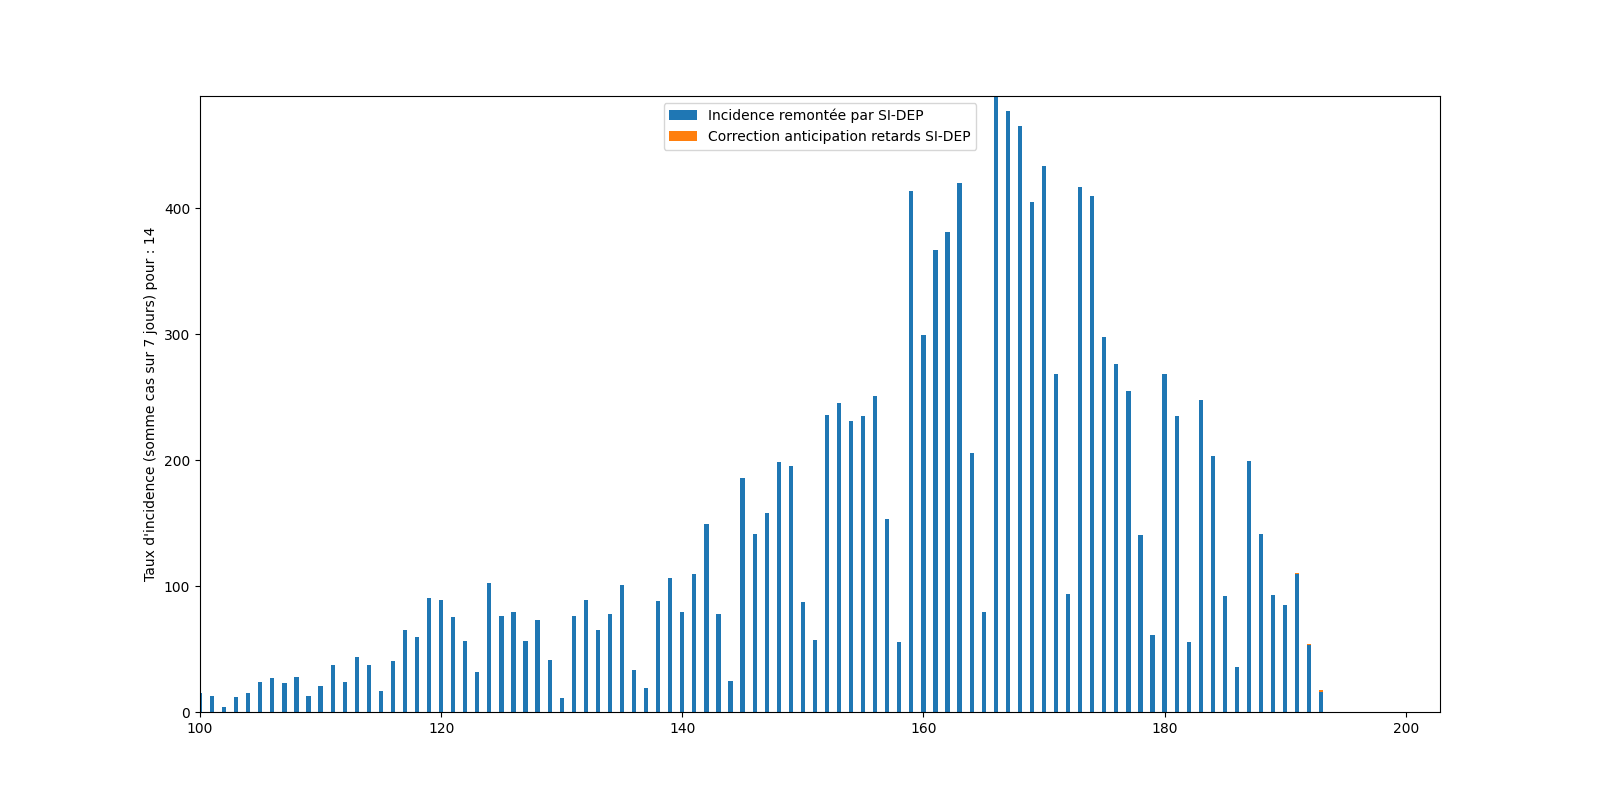 Incidence remontée par SI-DEP
Correction anticipation retards SI-DEP
Taux d'incidence (somme cas sur 7 jours) pour : 14
400
300
200
100
0
100 120 140 160 180 200